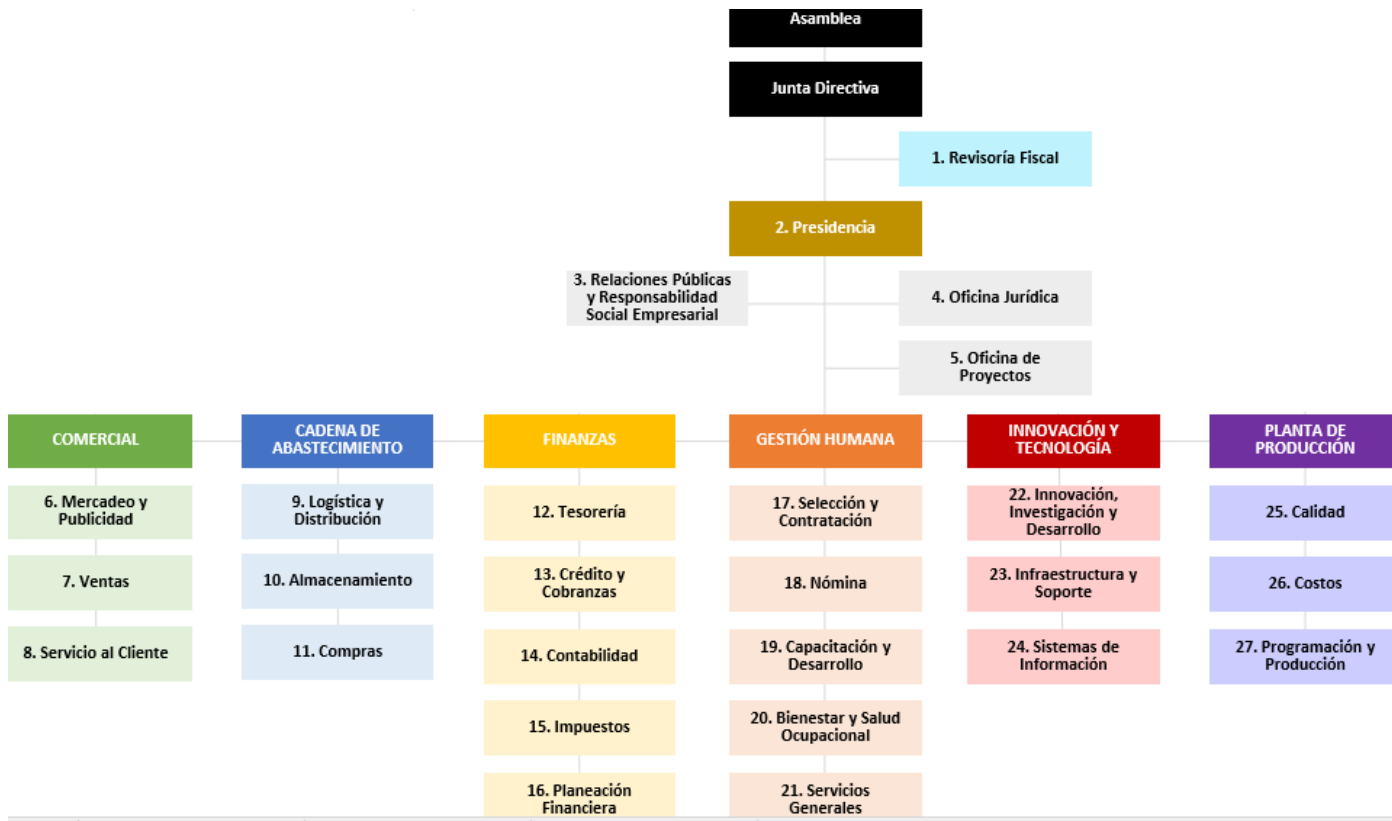 Asamblea
Junta Directiva
1. Revisoría Fiscal
2. Presidencia
3. Relaciones Públicas
y Responsabilidad
Social Empresarial
4. Oficina Jurídica
5. Oficina de
Proyectos
COMERCIAL
CADENA DE
ABASTECIMIENTO
FINANZAS
GESTIÓN HUMANA
INNOVACIÓN Y
TECNOLOGÍA
PLANTA DE
PRODUCCIÓN
6. Mercadeo y
Publicidad
9. Logística y
Distribución
12. Tesorería
17. Selección y
Contratación
22. Innovación,
Investigación y
Desarrollo
25. Calidad
7. Ventas
10. Almacenamiento
13. Crédito y
Cobranzas
18. Nómina
23. Infraestructura y
Soporte
26. Costos
8. Servicio al Cliente
11. Compras
14. Contabilidad
19. Capacitación y
Desarrollo
24. Sistemas de
Información
27. Programación y
Producción
15. Impuestos
20. Bienestar y Salud
Ocupacional
16. Planeación
Financiera
21. Servicios
Generales